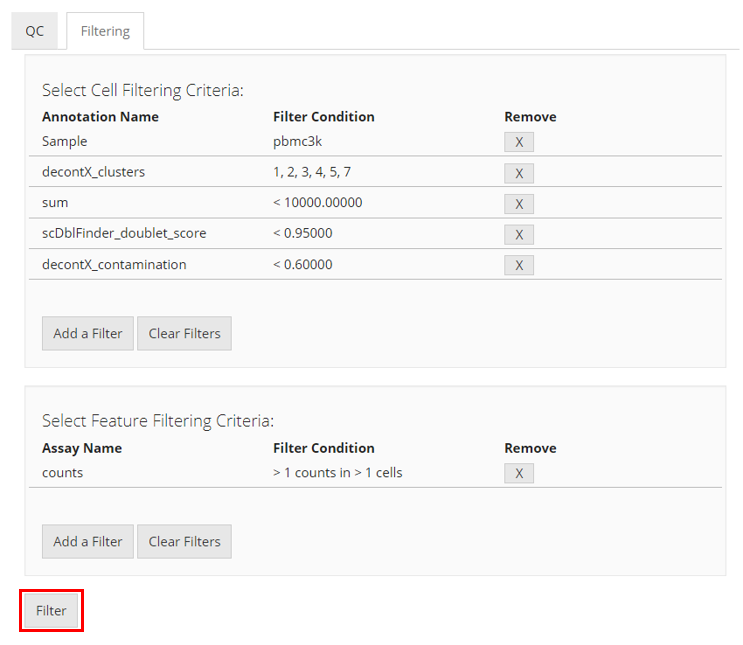 QC Filtering
Select Cell Filtering Criteria:
Annotation Name Filter Condition Remove
Sample pbmc3k X
decontX_clusters 1, 2, 3, 4, 5, 7 X
sum < 10000.00000 X
scDblFinder_doublet_score < 0.95000 X
decontX_contamination < 0.60000 X
Add a Filter Clear Filters
Select Feature Filtering Criteria:
Assay Name Filter Condition Remove
counts > 1 counts in > 1 cells X
Add a Filter Clear Filters
Filter